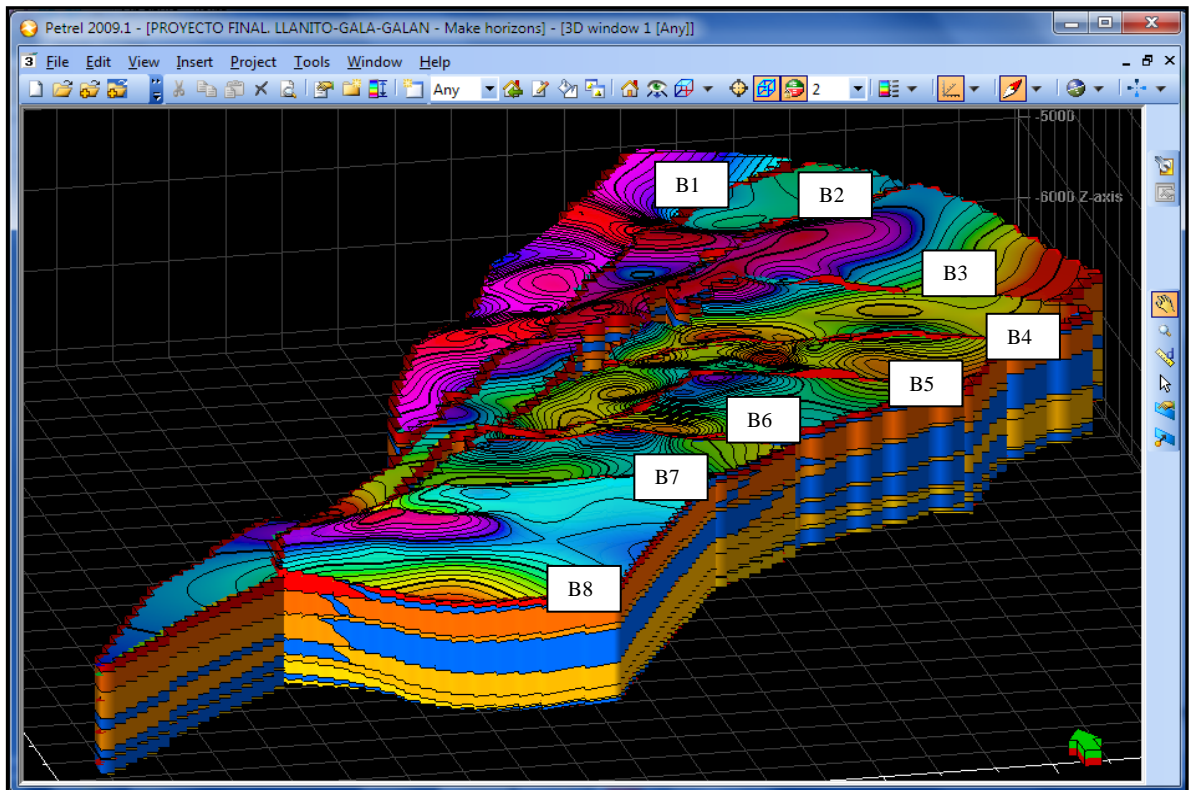 Petrel 2009.1 - [PROYECTO FINAL. LLANITO-GALA-GALAN - Make horizons] - [3D window 1 [Any]]
File Edit View Insert Project Tools Window Help
Any 2
-5000
-6000 Z-axis
B1
B2
B3
B4
B5
B6
B7
B8